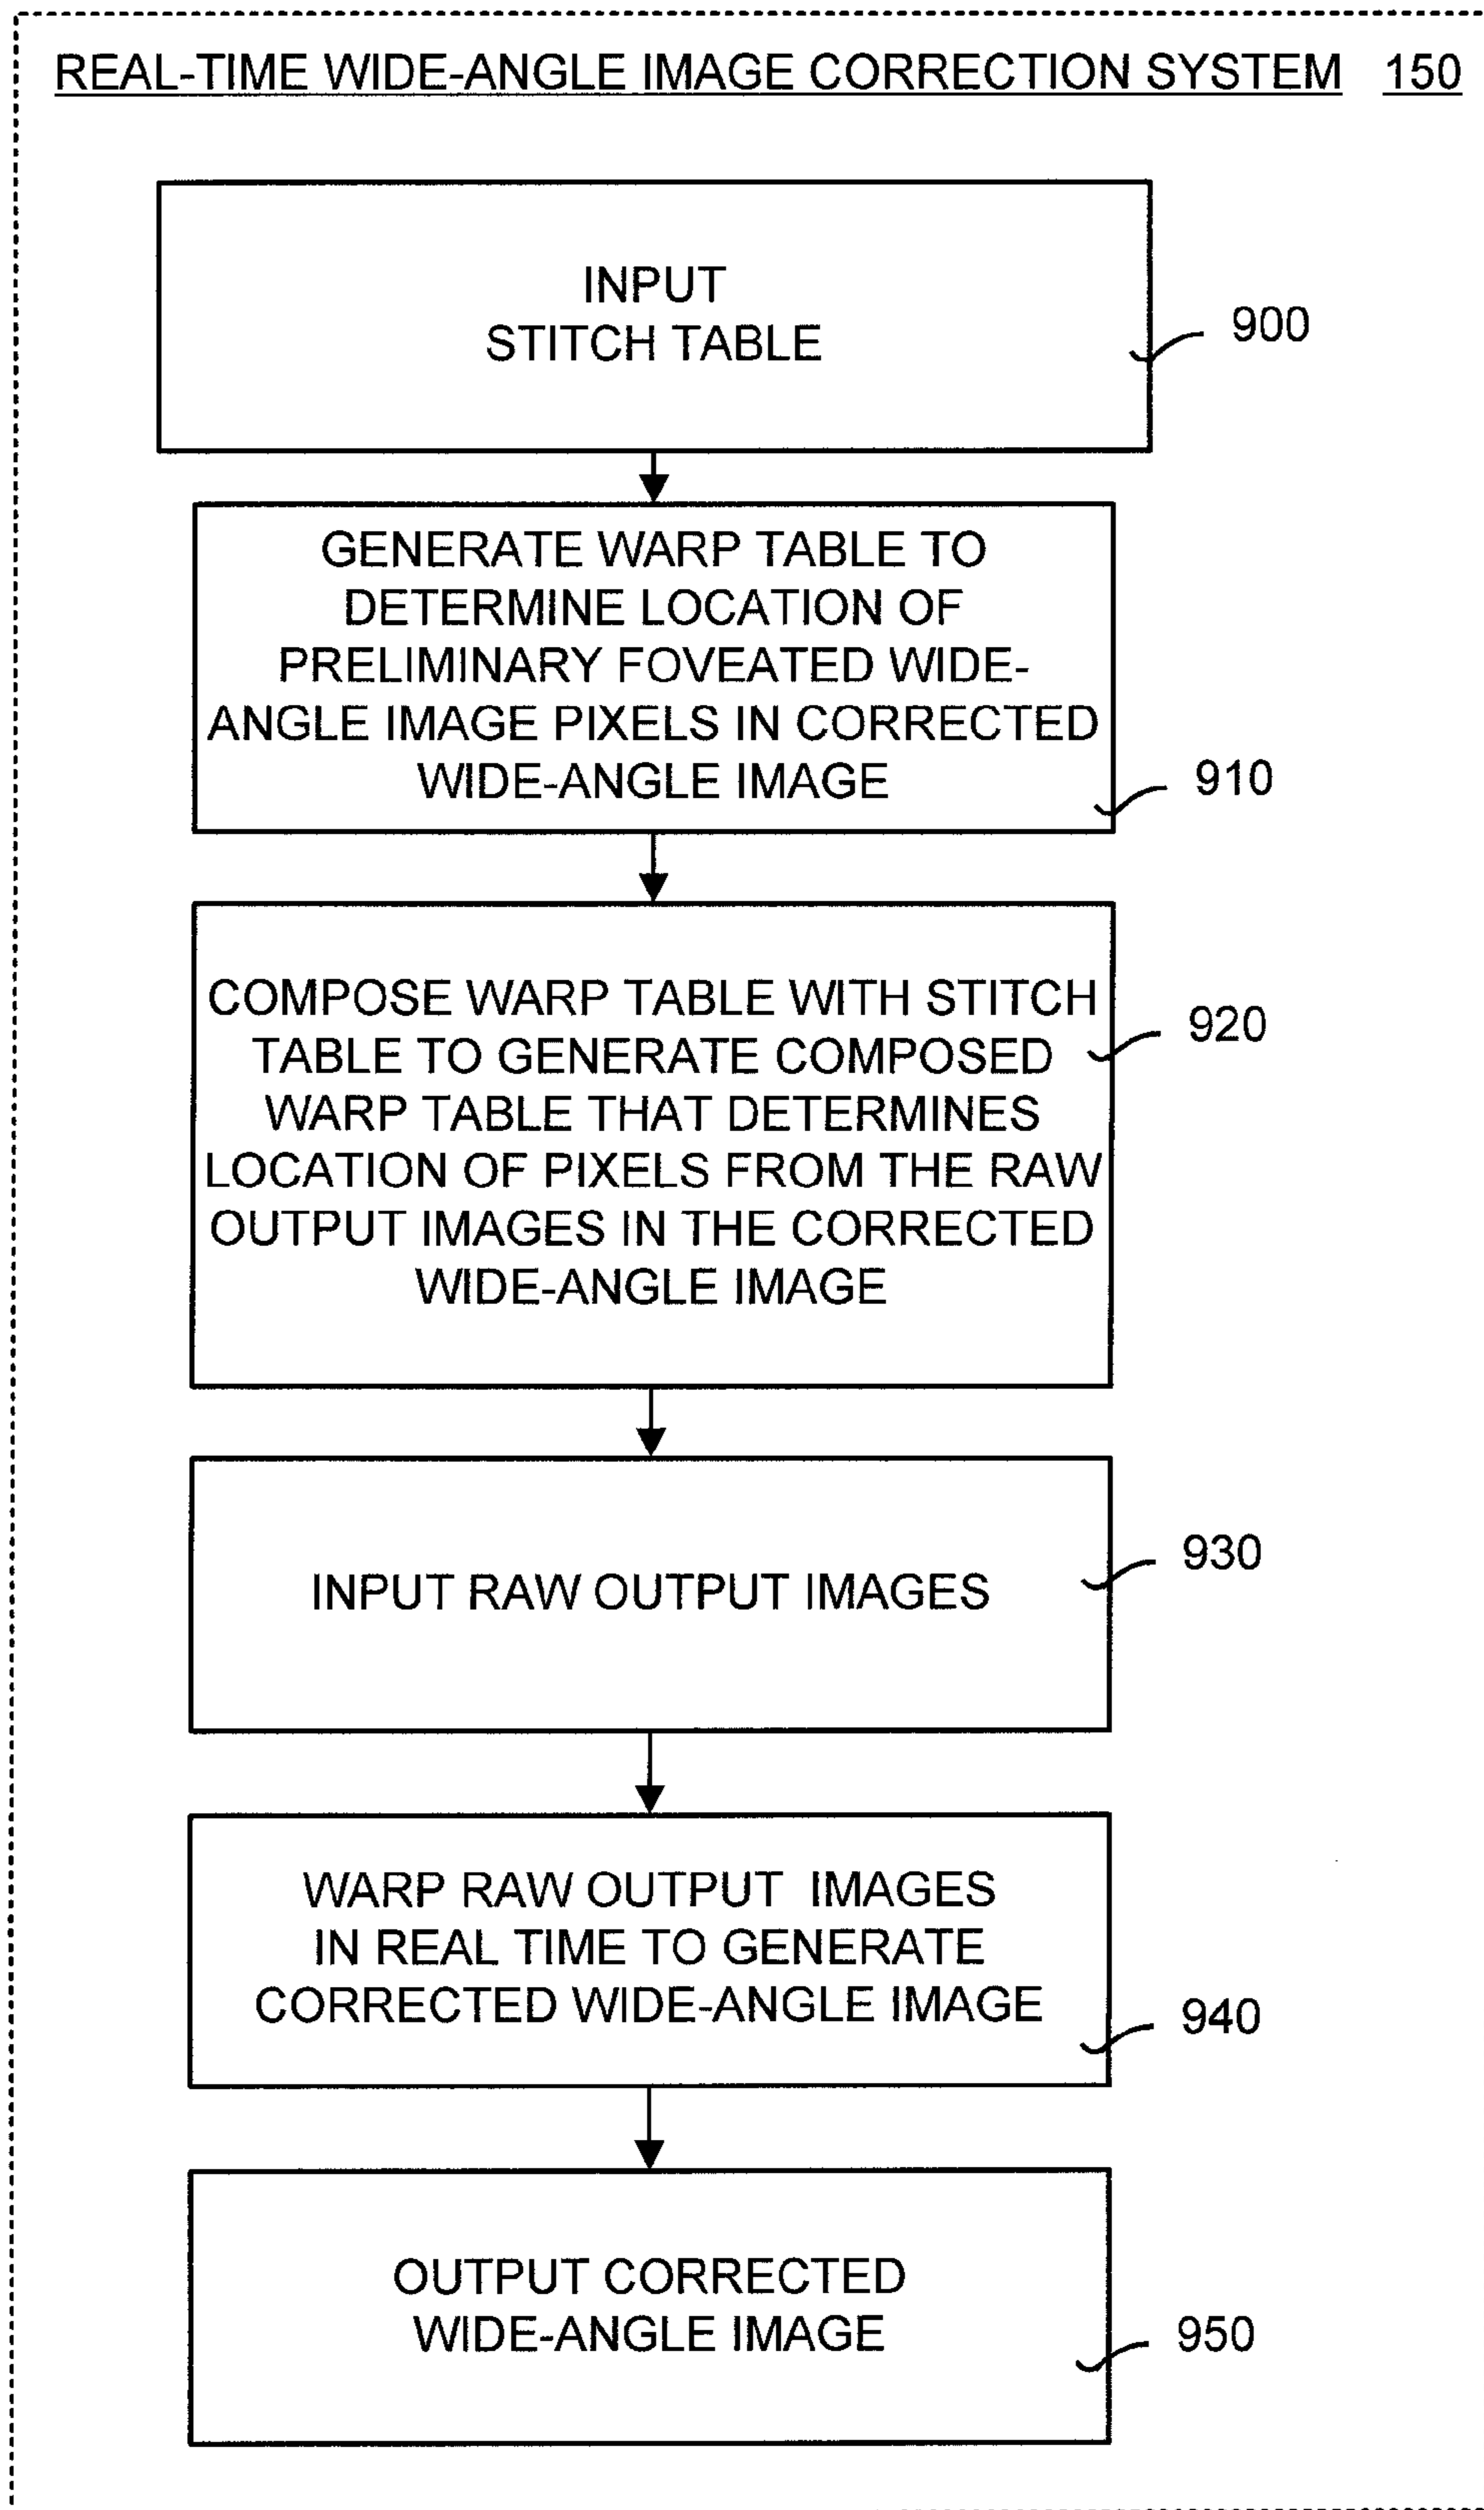 REAL-TIME WIDE-ANGLE IMAGE CORRECTION SYSTEM 150
INPUT
STITCH TABLE
900
GENERATE WARP TABLE TO
DETERMINE LOCATION OF
PRELIMINARY FOVEATED WIDE-
ANGLE IMAGE PIXELS IN CORRECTED
WIDE-ANGLE IMAGE
910
COMPOSE WARP TABLE WITH STITCH
TABLE TO GENERATE COMPOSED
WARP TABLE THAT DETERMINES
LOCATION OF PIXELS FROM THE RAW
OUTPUT IMAGES IN THE CORRECTED
WIDE-ANGLE IMAGE
920
INPUT RAW OUTPUT IMAGES
930
WARP RAW OUTPUT IMAGES
IN REAL TIME TO GENERATE
CORRECTED WIDE-ANGLE IMAGE
940
OUTPUT CORRECTED
WIDE-ANGLE IMAGE
950